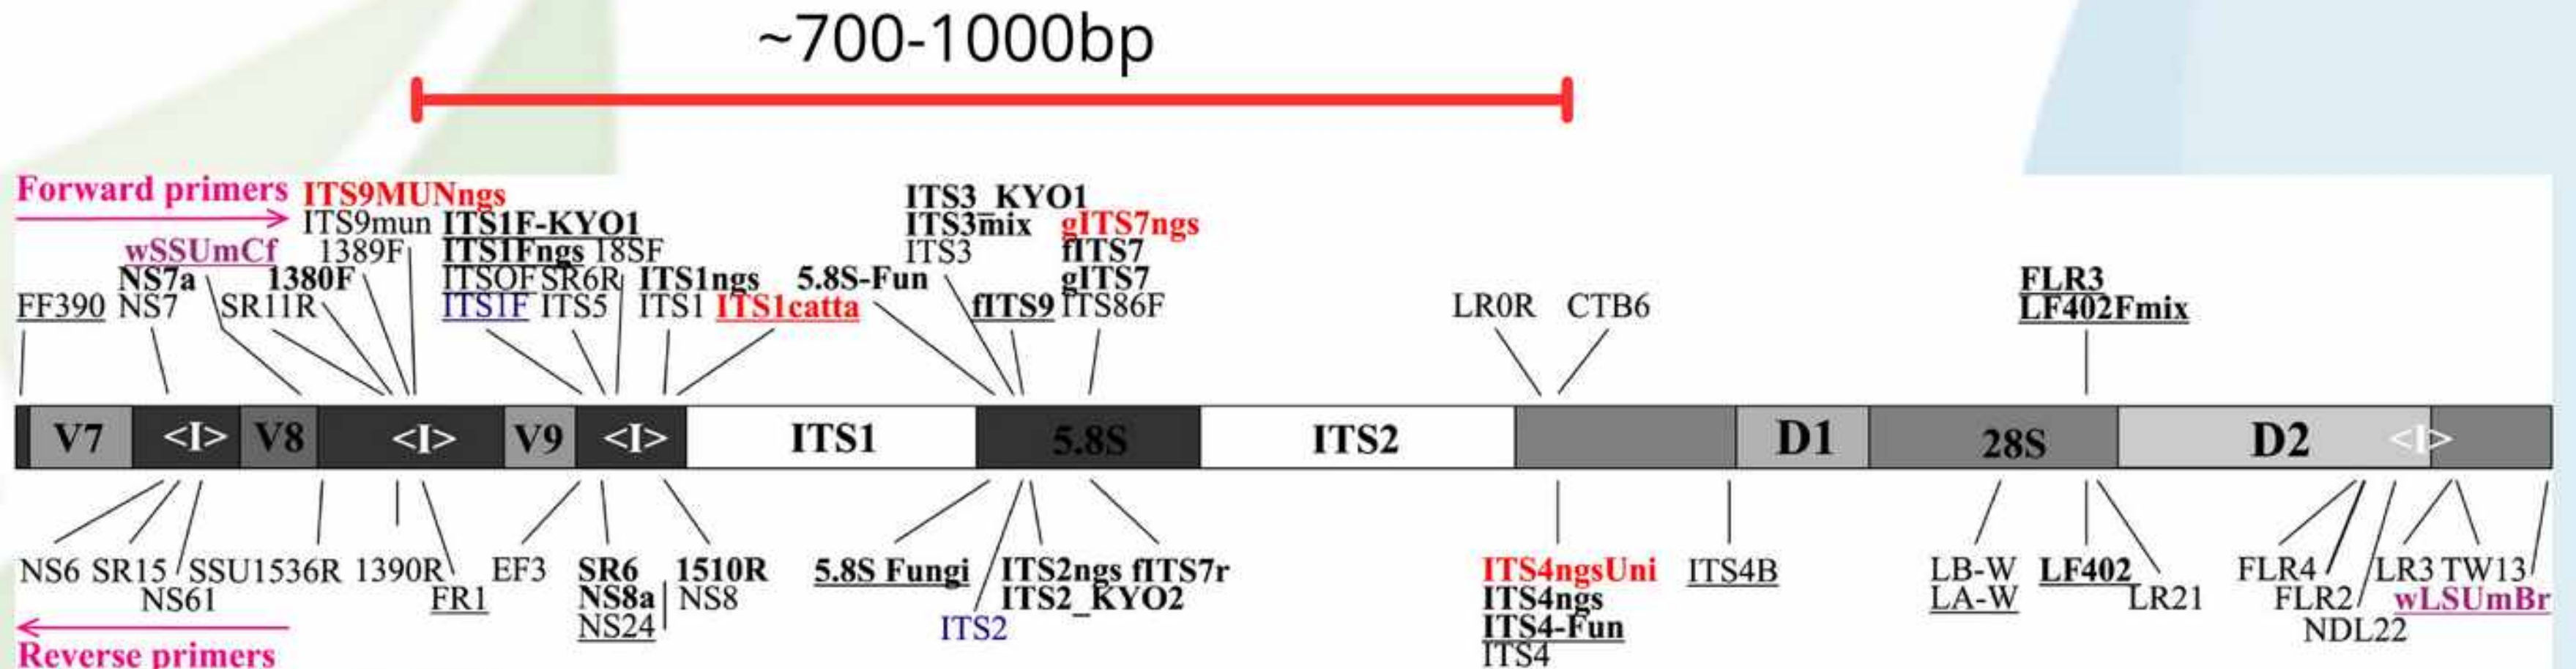 ~700-1000bp
Forward primers
ITS9MUNngs
ITS9mun
1389F
wSSUmCf
NS7a
NS7
FF390
1380F
SR11R
ITS1F-KYO1
ITS1Fngs 18SF
ITSOF SR6R
ITS1F ITS5
ITS1ngs
ITS1
ITS1catta
5.8S-Fun
ITS3_KYO1
ITS3mix
ITS3
fITS9
gITS7ngs
fITS7
gITS7
ITS86F
LR0R
CTB6
FLR3
LF402Fmix
V7 <I> V8 <I> V9 <I> ITS1 5.8S ITS2 D1 28S D2 <I>
NS6 SR15 SSU1536R 1390R EF3
NS61
FR1
SR6
NS8a
NS24
1510R
NS8
5.8S Fungi
ITS2
ITS2ngs fITS7r
ITS2_KYO2
ITS4ngsUni
ITS4ngs
ITS4-Fun
ITS4
ITS4B
LB-W
LA-W
LF402
LR21
FLR4
FLR2
NDL22
LR3 TW13
wLSUmBr
Reverse primers